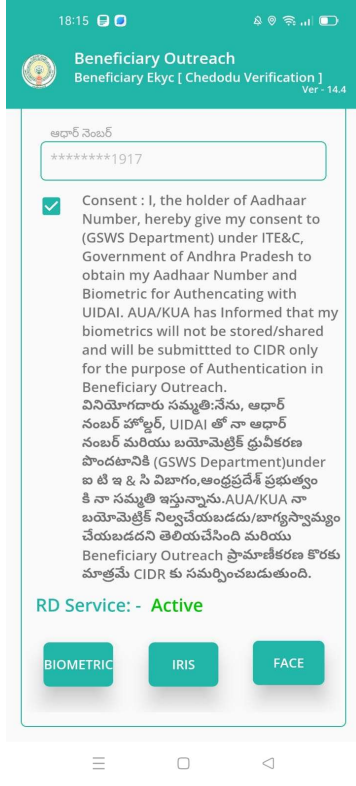 18:15
Beneficiary Outreach
Beneficiary Ekyc [ Chedodu Verification ]
Ver - 14.4
ఆధార్ నెంబర్
********1917
Consent : I, the holder of Aadhaar
Number, hereby give my consent to
(GSWS Department) under ITE&C,
Government of Andhra Pradesh to
obtain my Aadhaar Number and
Biometric for Authencating with
UIDAI. AUA/KUA has Informed that my
biometrics will not be stored/shared
and will be submittted to CIDR only
for the purpose of Authentication in
Beneficiary Outreach.
వినియోగదారు సమ్మతి:నేను, ఆధార్
నంబర్ హోల్డర్, UIDAI తో నా ఆధార్
నంబర్ మరియు బయోమెట్రిక్ ధ్రువీకరణ
పొందటానికి (GSWS Department)under
ఐ టి ఇ & సి విభాగం,ఆంధ్రప్రదేశ్ ప్రభుత్వం
కి నా సమ్మతి ఇస్తున్నాను.AUA/KUA నా
బయోమెట్రిక్ నిల్వచేయబడదు/బాగ్యస్వామ్యం
చేయబడదని తెలియచేసింది మరియు
Beneficiary Outreach ప్రామాణీకరణ కొరకు
మాత్రమే CIDR కు సమర్పించబడుతుంది.
RD Service: - Active
BIOMETRIC
IRIS
FACE